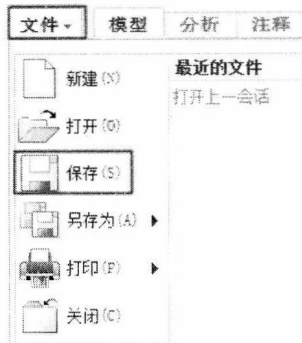 文件 模型 分析 注释
新建(N)
打开(O)
保存(S)
另存为(A)
打印(P)
关闭(C)
最近的文件
打开上一会话